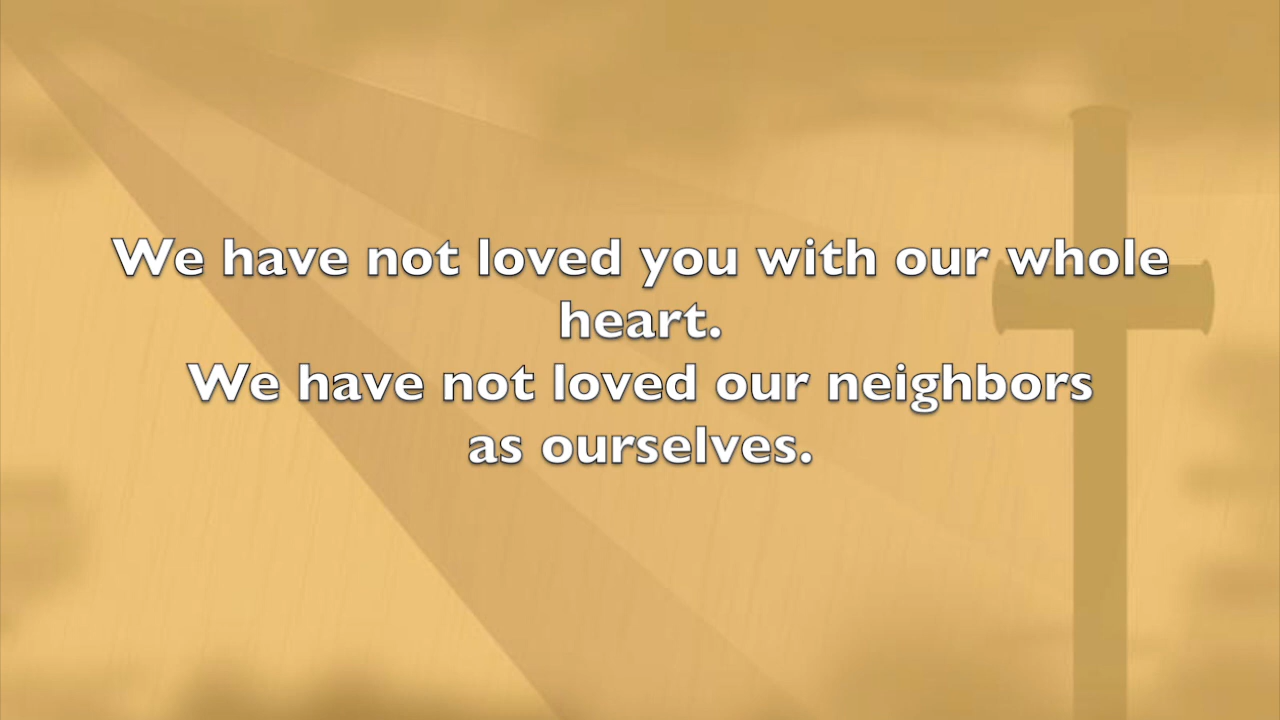 We have not loved you with our whole
heart.
We have not loved our neighbors
as ourselves.